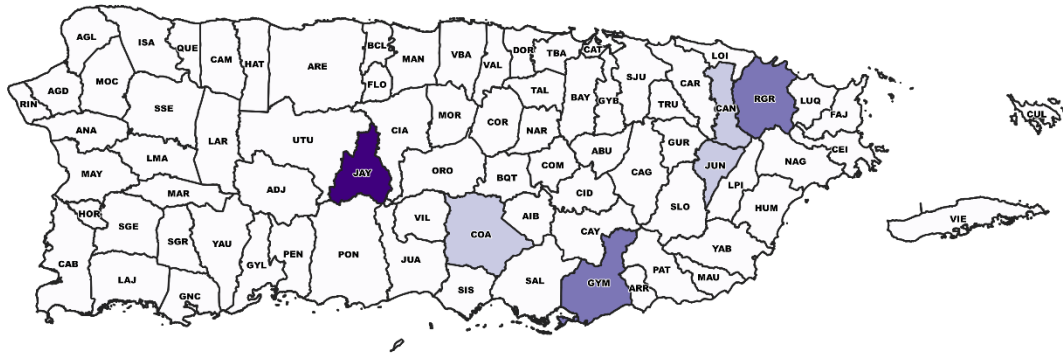 AGL
ISA
QUE
CAM
HAT
ARE
BCL
FLO
MAN
VBA
VAL
DOR
TBA
CAT
TAL
BAY
GYB
SJU
CAR
LOI
TRU
CAN
RGR
LUQ
FAJ
CEI
CUL
RIN
AGD
MOC
SSE
LAR
UTU
JAY
CIA
MOR
COR
NAR
ANA
MAY
LMA
MAR
ADJ
ORO
BQT
COM
ABU
CID
CAG
GUR
JUN
SLO
LPI
NAG
HUM
HOR
SGE
SGR
YAU
GYL
PEN
PON
VIL
JUA
COA
AIB
CAY
YAB
VIE
CAB
LAJ
GNC
SIS
SAL
GYM
ARR
PAT
MAU